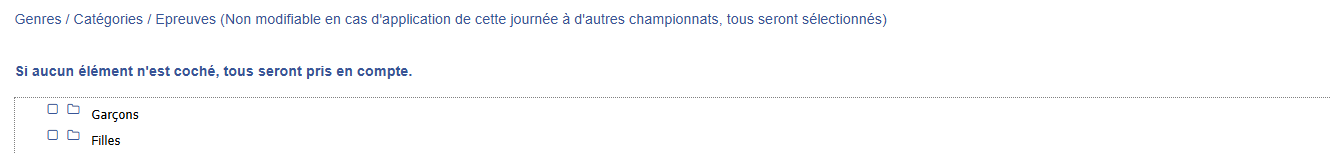 Genres / Catégories / Epreuves (Non modifiable en cas d'application de cette journée à d'autres championnats, tous seront sélectionnés)
Si aucun élément n'est coché, tous seront pris en compte.
Garçons
Filles